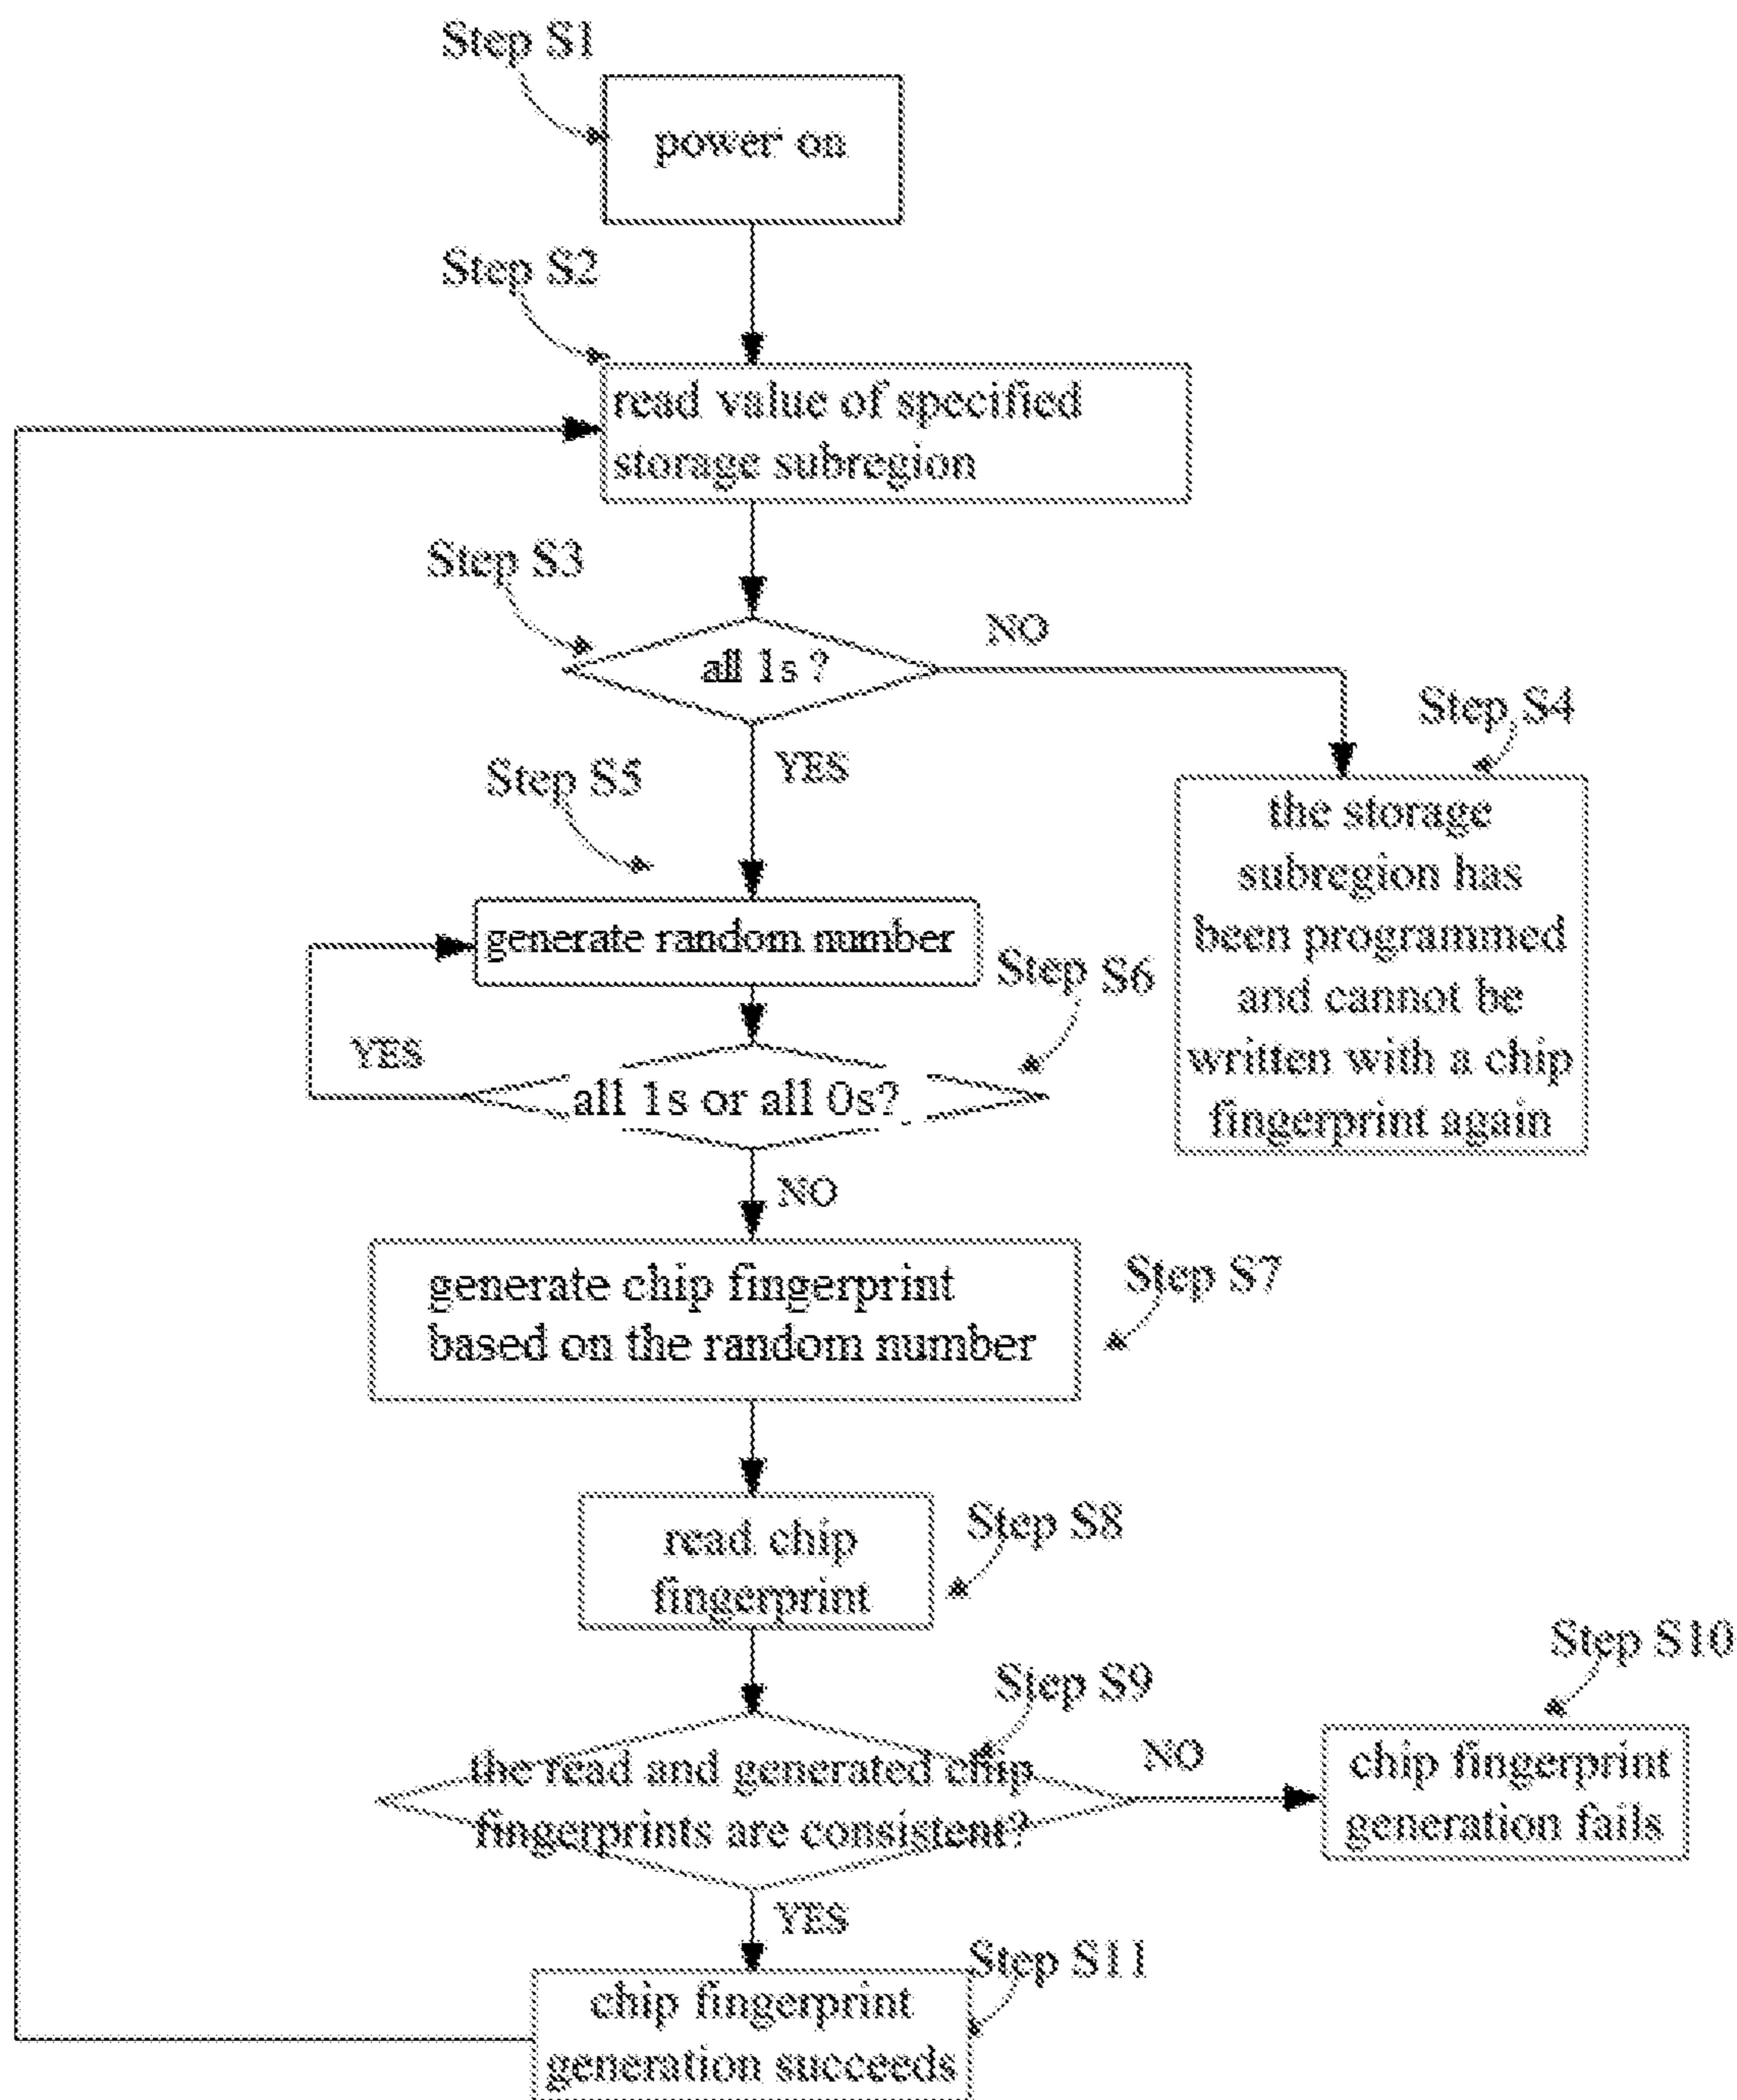 Step S1
power on
Step S2
read value of specified
storage subregion
Step S3
all 1s ?
NO
YES
Step S4
the storage
subregion has
been programmed
and cannot be
written with a chip
fingerprint again
Step S5
generate random number
Step S6
YES
all 1s or all 0s?
NO
generate chip fingerprint
based on the random number
Step S7
read chip
fingerprint
Step S8
Step S9
the read and generated chip
fingerprints are consistent?
NO
Step S10
chip fingerprint
generation fails
YES
Step S11
chip fingerprint
generation succeeds